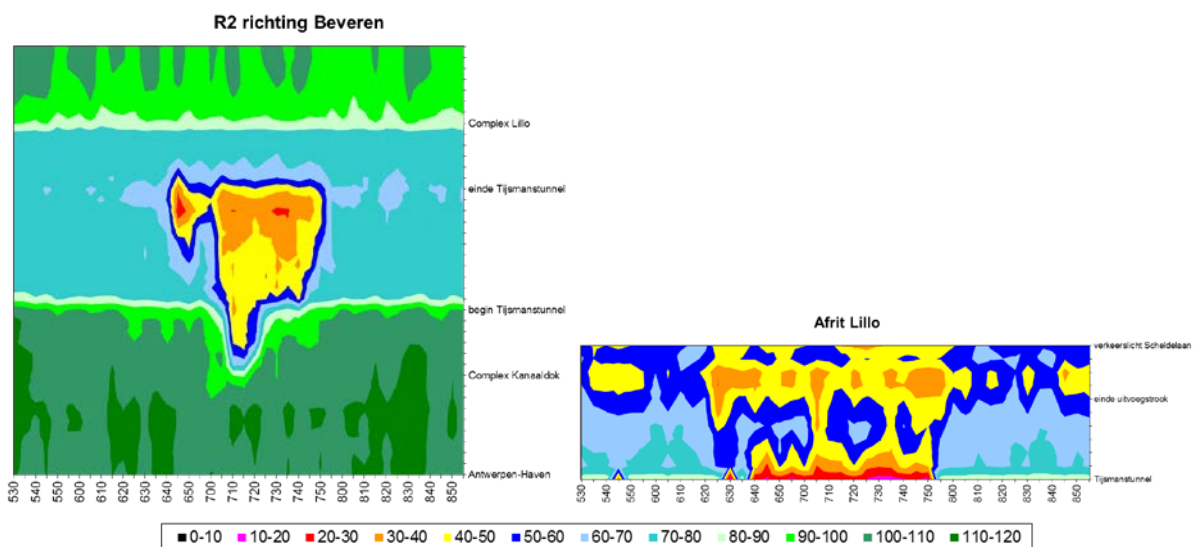 R2 richting Beveren
Complex Lillo
einde Tijsmanstunnel
begin Tijsmanstunnel
Complex Kanaaldok
Antwerpen-Haven
530 540 550 600 610 620 630 640 650 700 710 720 730 740 750 800 810 820 830 840 850
Afrit Lillo
verkeerslicht Scheldelaan
einde uitvoegstrook
Tijsmanstunnel
530 540 550 600 610 620 630 640 650 700 710 720 730 740 750 800 810 820 830 840 850
0-10 10-20 20-30 30-40 40-50 50-60 60-70 70-80 80-90 90-100 100-110 110-120